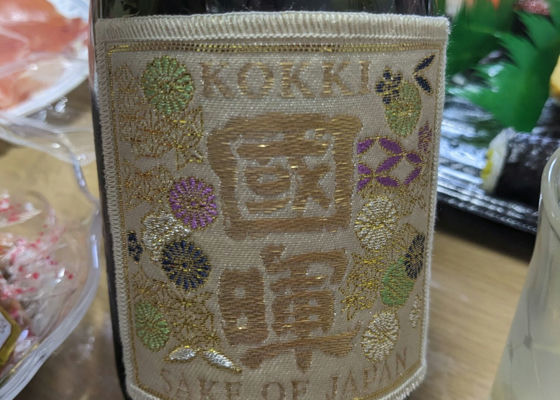 KOKKI
國
暉
SAKE OF JAPAN